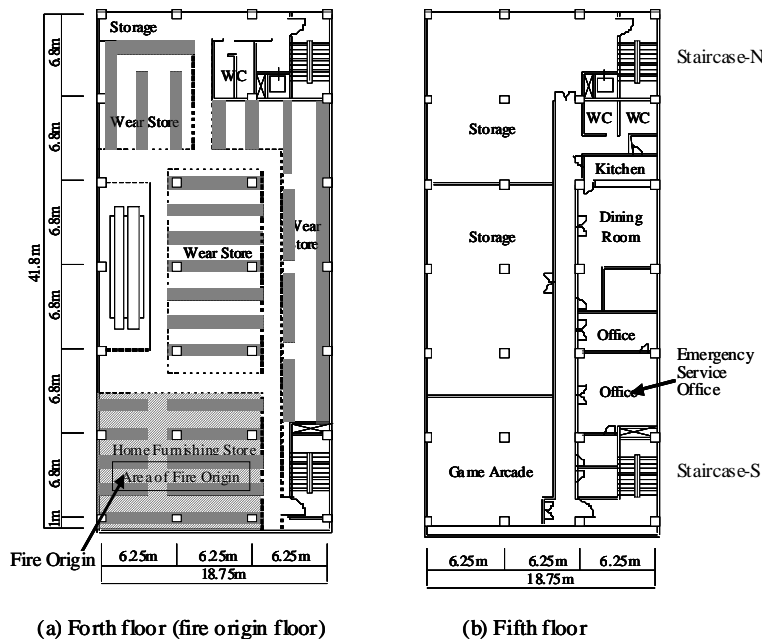 Storage
WC
Wear Store
Wear Store
Wear Store
Home Furnishing Store
Area of Fire Origin
Fire Origin
41.8m
6.8m
6.8m
6.8m
6.8m
6.8m
6.8m
1m
6.25m 6.25m 6.25m
18.75m
(a) Forth floor (fire origin floor)
Staircase-N
Storage
WC WC
Kitchen
Storage
Dining
Room
Office
Office
Emergency
Service
Office
Game Arcade
Staircase-S
6.25m 6.25m 6.25m
18.75m
(b) Fifth floor